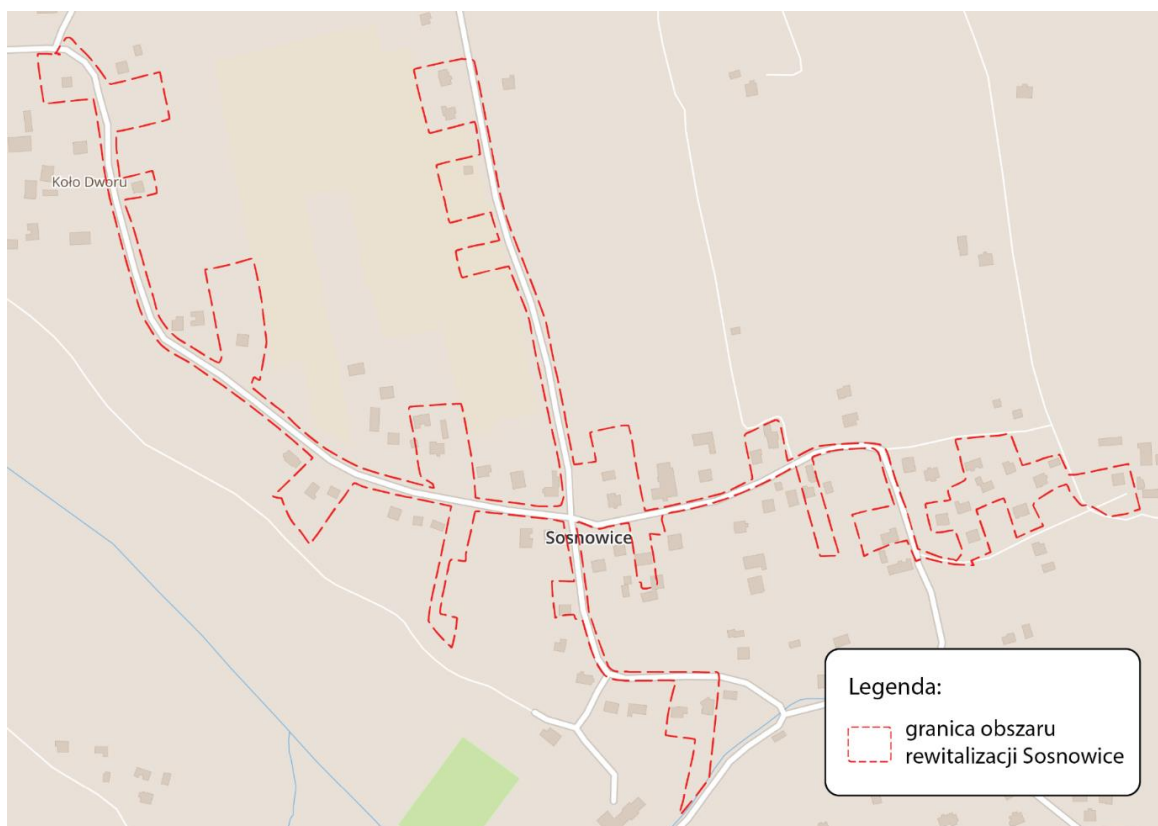 Koło Dworu
Sosnowice
Legenda:
granica obszaru
rewitalizacji Sosnowice